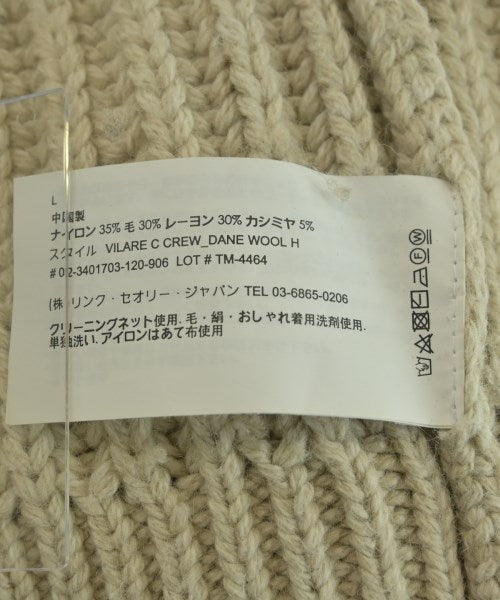 L
中国製
ナイロン 35% 毛 30% レーヨン 30% カシミヤ 5%
スタイル VILARE C CREW_DANE WOOL H
# 012-3401703-120-906 LOT # TM-4464
(株) リンク・セオリー・ジャパン TEL 03-6865-0206
クリーニングネット使用. 毛・絹・おしゃれ着用洗剤使用.
単独洗い. アイロンはあて布使用
F
W